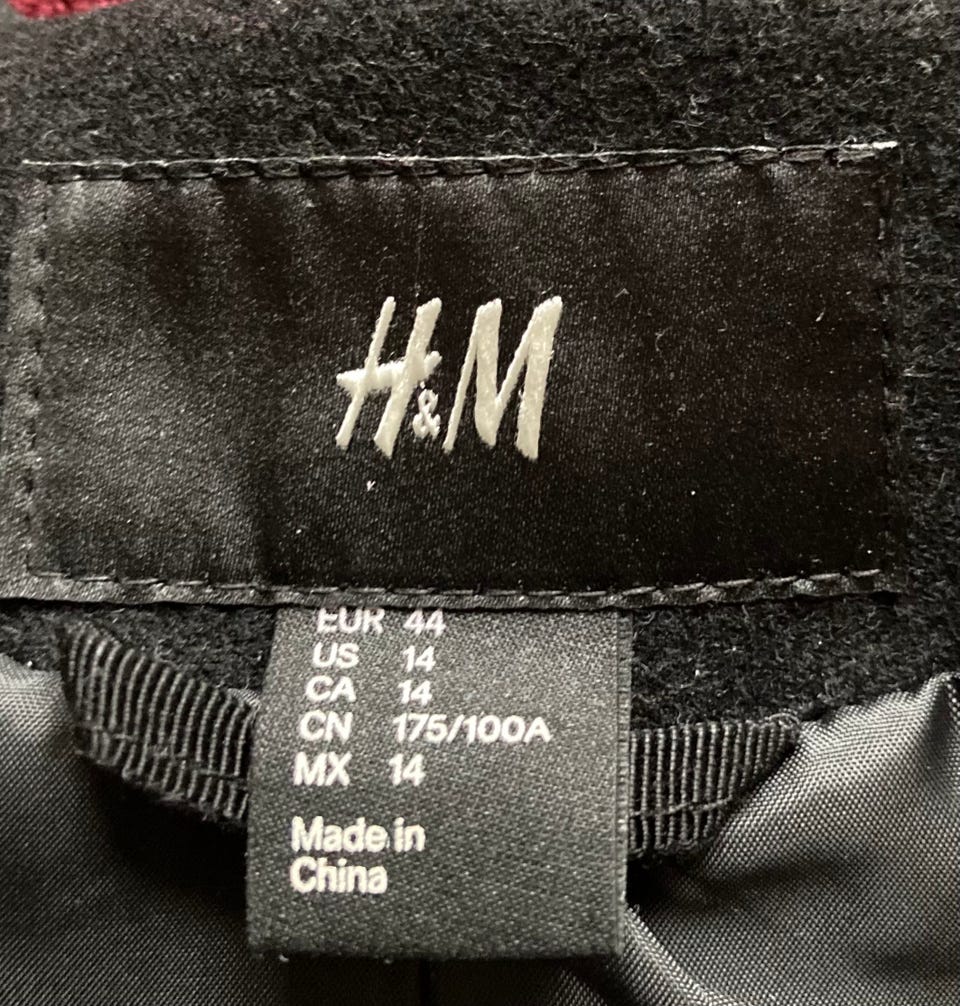 H&M
EUR 44
US 14
CA 14
CN 175/100A
MX 14
Made in
China